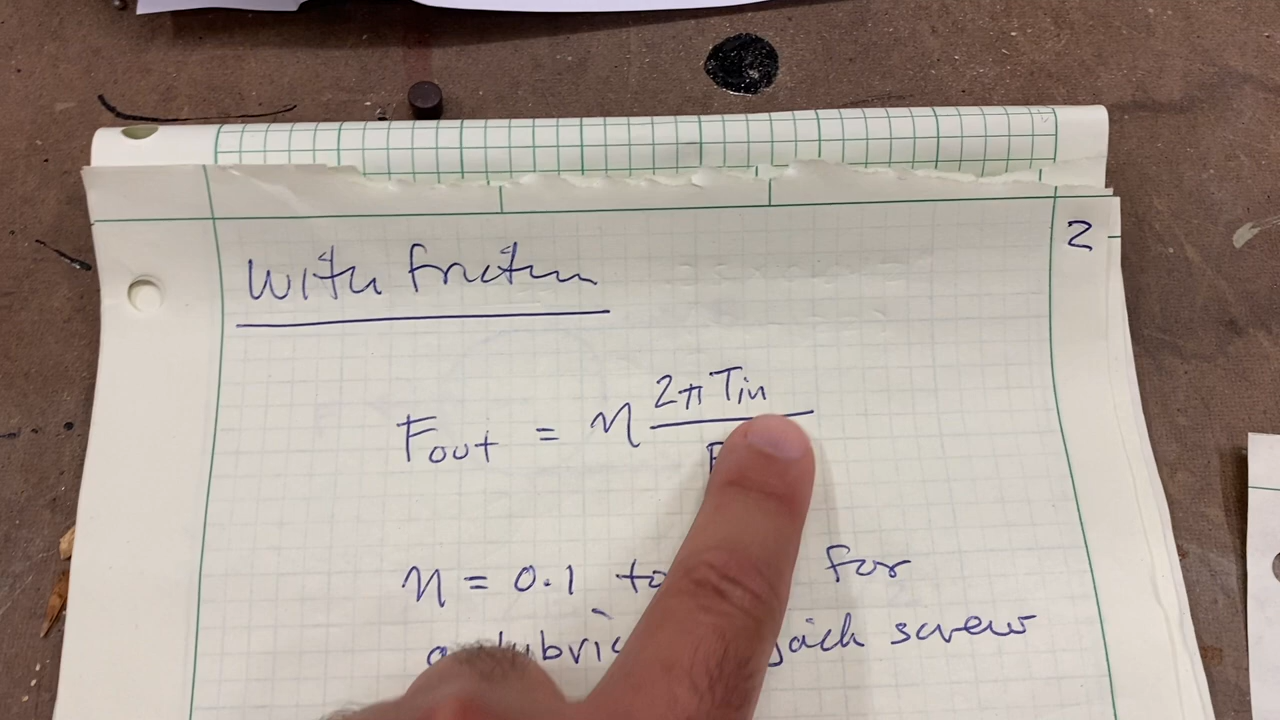 2
With friction
Fout = η 2π Tin
η = 0.1 to for
jack screw